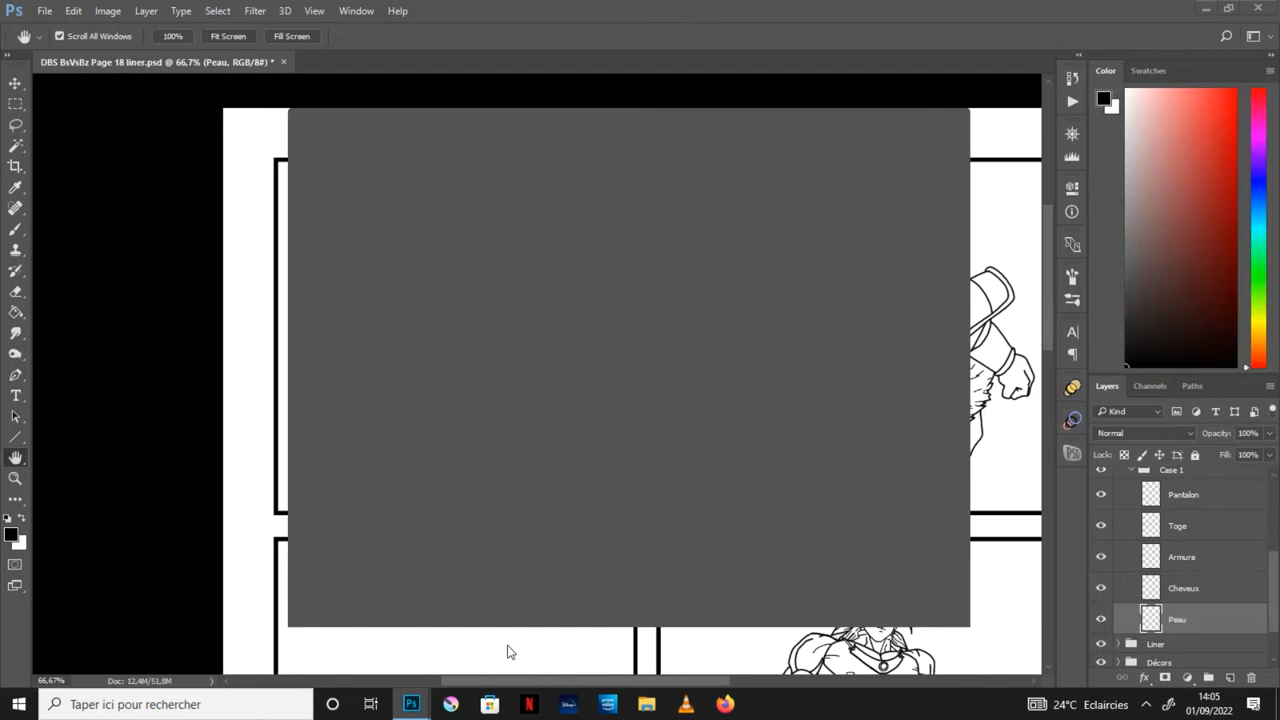 Ps File Edit Image Layer Type Select Filter 3D View Window Help
Scroll All Windows 100% Fit Screen Fill Screen
DBS BsVsBz Page 18 liner.psd @ 66,7% (Peau, RGB/8#) *
Color Swatches
Layers Channels Paths
Kind
Normal Opacity: 100%
Lock: Fill: 100%
Case 1
Pantalon
Toge
Armure
Cheveux
Peau
Liner
Décors
66,67% Doc: 12,4M/51,8M
Taper ici pour rechercher
24°C Eclaircies
14:05
01/09/2022